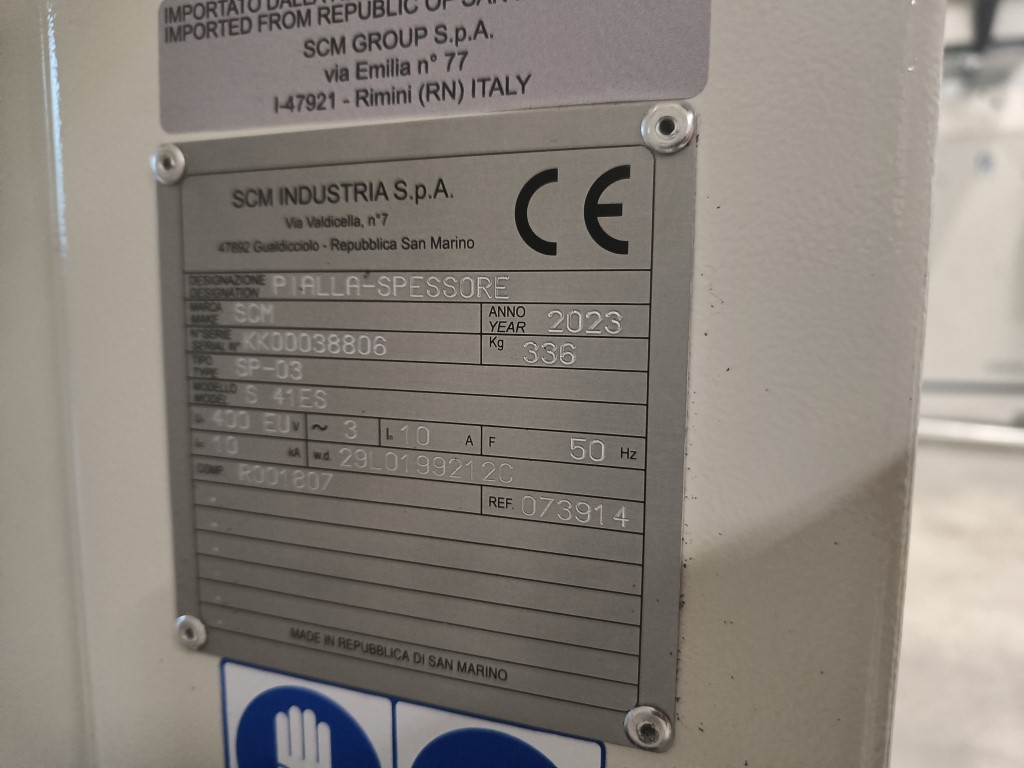 IMPORTATO DALLA
IMPORTED FROM REPUBLIC OF SAN
SCM GROUP S.p.A.
via Emilia n° 77
I-47921 - Rimini (RN) ITALY
SCM INDUSTRIA S.p.A.
Via Valdicella, n°7
47892 Gualdicciolo - Repubblica San Marino
CE
DESIGNAZIONE
DESIGNATION PIALLA-SPESSORE
MARCA
MAKE SCM
ANNO
YEAR 2023
N°SERIE
SERIAL N° KK00038806
Kg 336
TIPO
TYPE SP-03
MODELLO
MODEL S 41ES
400 EU V ~ 3 10 A F 50 Hz
10 kA w.d. 29L0199212C
COMP. R001807
REF. 073914
MADE IN REPUBBLICA DI SAN MARINO